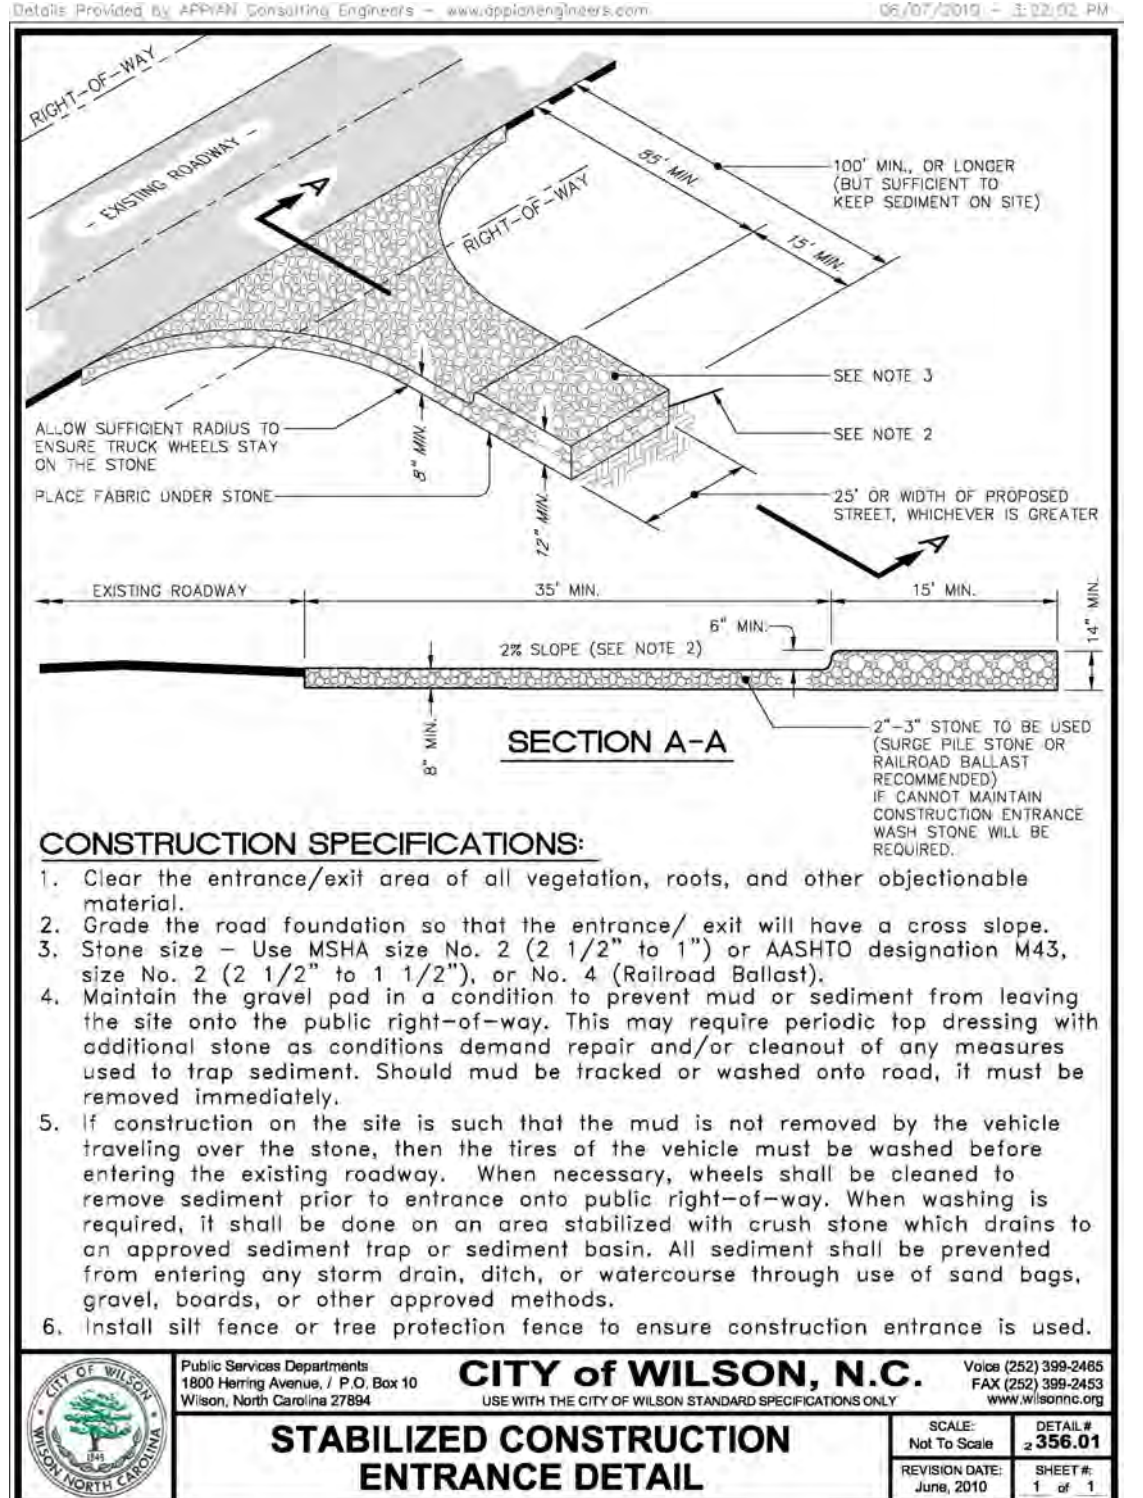 Details Provided by APPIAN Consulting Engineers - www.appianengineers.com
06/07/2010 - 3:22:02 PM
RIGHT-OF-WAY
- EXISTING ROADWAY -
A
RIGHT-OF-WAY
85' MIN.
15' MIN.
100' MIN., OR LONGER
(BUT SUFFICIENT TO
KEEP SEDIMENT ON SITE)
SEE NOTE 3
SEE NOTE 2
ALLOW SUFFICIENT RADIUS TO
ENSURE TRUCK WHEELS STAY
ON THE STONE
PLACE FABRIC UNDER STONE
8" MIN.
12" MIN.
25' OR WIDTH OF PROPOSED
STREET, WHICHEVER IS GREATER
A
EXISTING ROADWAY
35' MIN.
15' MIN.
14" MIN.
6" MIN.
2% SLOPE (SEE NOTE 2)
8" MIN.
SECTION A-A
2"-3" STONE TO BE USED
(SURGE PILE STONE OR
RAILROAD BALLAST
RECOMMENDED)
IF CANNOT MAINTAIN
CONSTRUCTION ENTRANCE
WASH STONE WILL BE
REQUIRED.
CONSTRUCTION SPECIFICATIONS:
1. Clear the entrance/exit area of all vegetation, roots, and other objectionable
material.
2. Grade the road foundation so that the entrance/ exit will have a cross slope.
3. Stone size – Use MSHA size No. 2 (2 1/2" to 1") or AASHTO designation M43,
size No. 2 (2 1/2" to 1 1/2"), or No. 4 (Railroad Ballast).
4. Maintain the gravel pad in a condition to prevent mud or sediment from leaving
the site onto the public right-of-way. This may require periodic top dressing with
additional stone as conditions demand repair and/or cleanout of any measures
used to trap sediment. Should mud be tracked or washed onto road, it must be
removed immediately.
5. If construction on the site is such that the mud is not removed by the vehicle
traveling over the stone, then the tires of the vehicle must be washed before
entering the existing roadway. When necessary, wheels shall be cleaned to
remove sediment prior to entrance onto public right-of-way. When washing is
required, it shall be done on an area stabilized with crush stone which drains to
an approved sediment trap or sediment basin. All sediment shall be prevented
from entering any storm drain, ditch, or watercourse through use of sand bags,
gravel, boards, or other approved methods.
6. Install silt fence or tree protection fence to ensure construction entrance is used.
CITY OF WILSON
1849
WILSON NORTH CAROLINA
Public Services Departments
1800 Herring Avenue, / P.O. Box 10
Wilson, North Carolina 27894
CITY of WILSON, N.C.
USE WITH THE CITY OF WILSON STANDARD SPECIFICATIONS ONLY
Voice (252) 399-2465
FAX (252) 399-2453
www.wilsonnc.org
STABILIZED CONSTRUCTION
ENTRANCE DETAIL
SCALE:
Not To Scale
DETAIL #
2 356.01
REVISION DATE:
June, 2010
SHEET #:
1 of 1